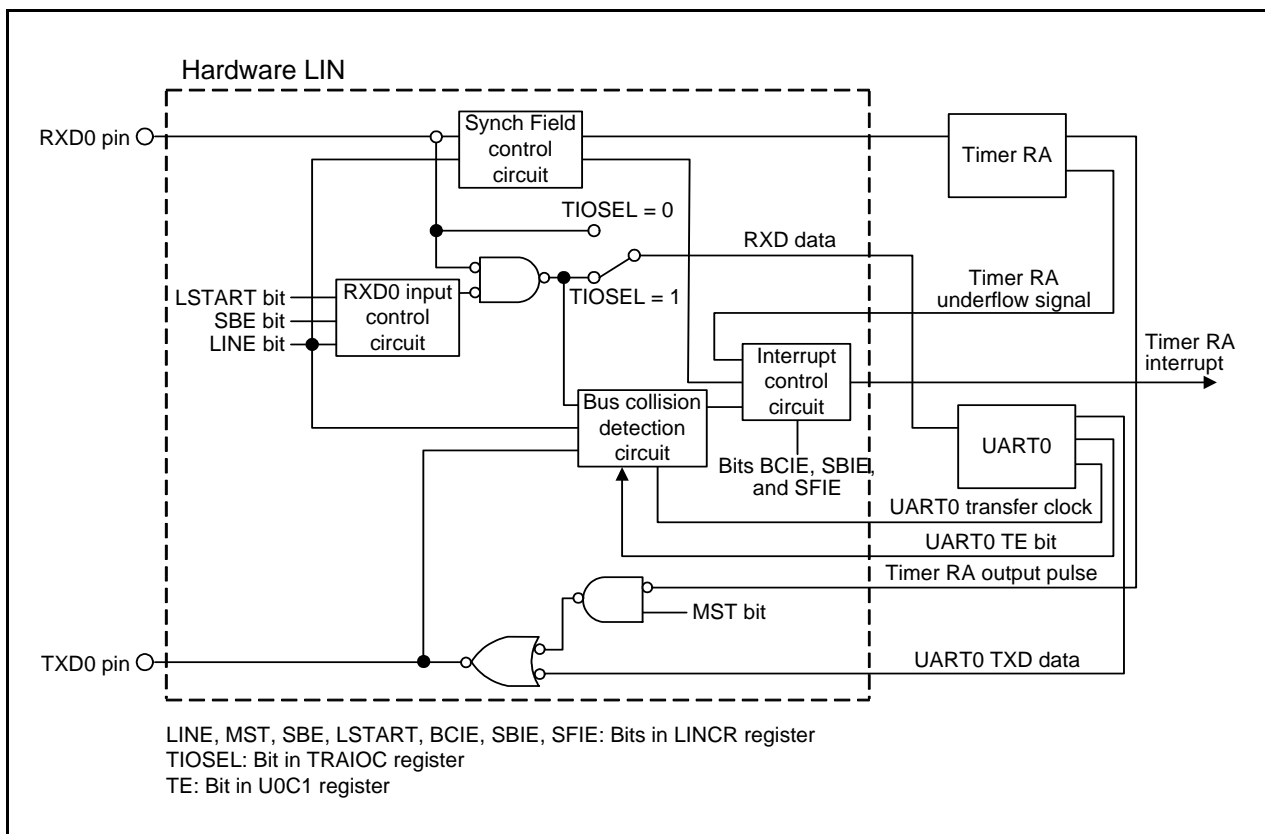 Hardware LIN
RXD0 pin
Synch Field
control
circuit
Timer RA
TIOSEL = 0
RXD data
LSTART bit
SBE bit
LINE bit
RXD0 input
control
circuit
TIOSEL = 1
Timer RA
underflow signal
Interrupt
control
circuit
Timer RA
interrupt
Bus collision
detection
circuit
UART0
Bits BCIE, SBIE,
and SFIE
UART0 transfer clock
UART0 TE bit
Timer RA output pulse
MST bit
TXD0 pin
UART0 TXD data
LINE, MST, SBE, LSTART, BCIE, SBIE, SFIE: Bits in LINCR register
TIOSEL: Bit in TRAIOC register
TE: Bit in U0C1 register